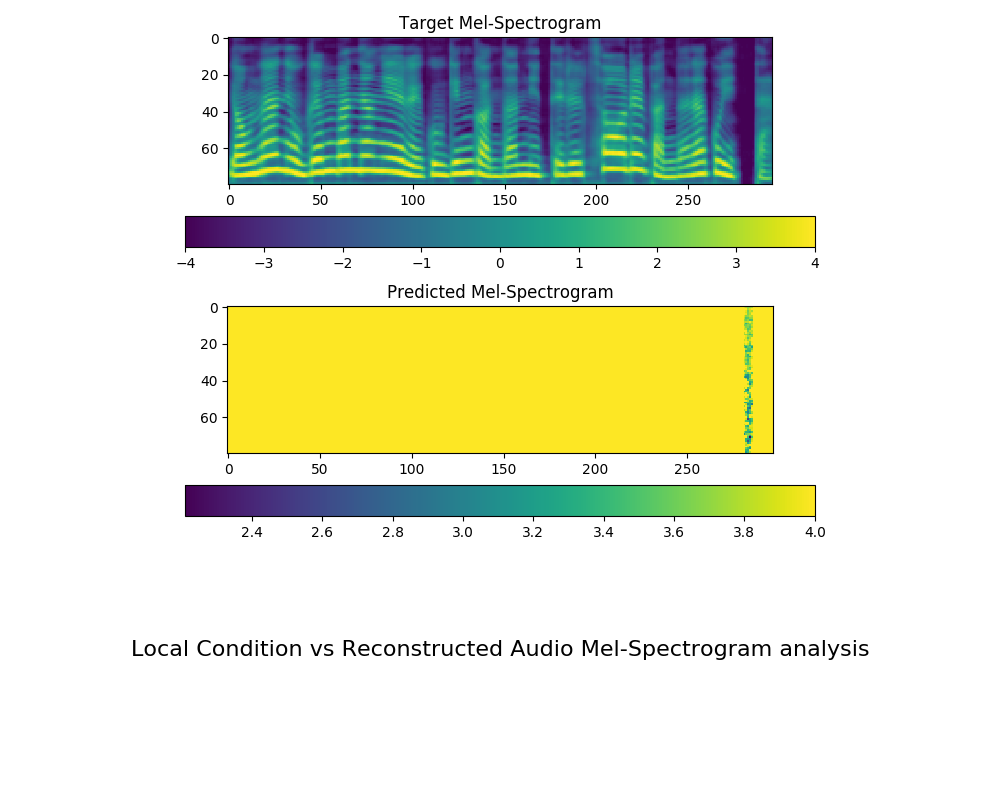 Target Mel-Spectrogram
0
20
40
60
0 50 100 150 200 250
−4 −3 −2 −1 0 1 2 3 4
Predicted Mel-Spectrogram
0
20
40
60
0 50 100 150 200 250
2.4 2.6 2.8 3.0 3.2 3.4 3.6 3.8 4.0
Local Condition vs Reconstructed Audio Mel-Spectrogram analysis